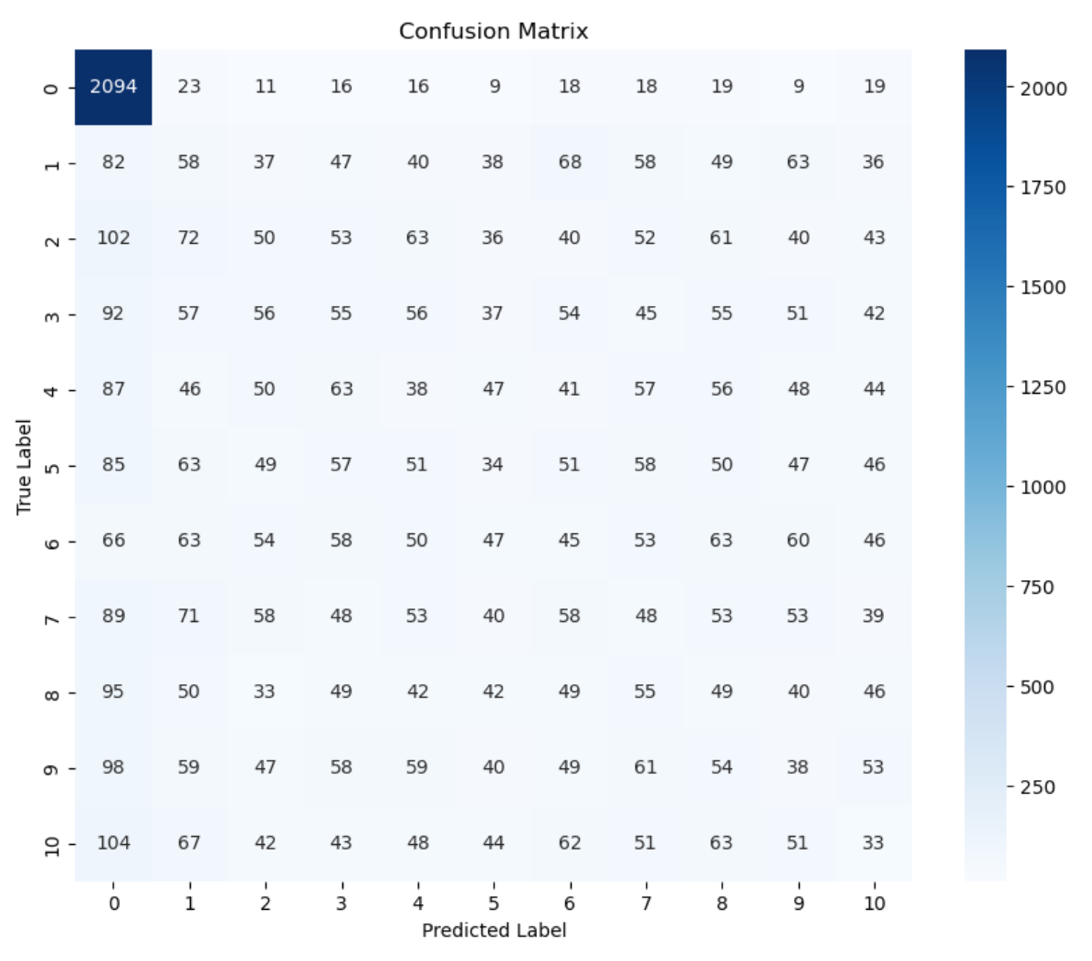 Confusion Matrix
0 2094 23 11 16 16 9 18 18 19 9 19
1 82 58 37 47 40 38 68 58 49 63 36
2 102 72 50 53 63 36 40 52 61 40 43
3 92 57 56 55 56 37 54 45 55 51 42
4 87 46 50 63 38 47 41 57 56 48 44
5 85 63 49 57 51 34 51 58 50 47 46
6 66 63 54 58 50 47 45 53 63 60 46
7 89 71 58 48 53 40 58 48 53 53 39
8 95 50 33 49 42 42 49 55 49 40 46
9 98 59 47 58 59 40 49 61 54 38 53
10 104 67 42 43 48 44 62 51 63 51 33
0 1 2 3 4 5 6 7 8 9 10
Predicted Label
True Label
2000
1750
1500
1250
1000
750
500
250